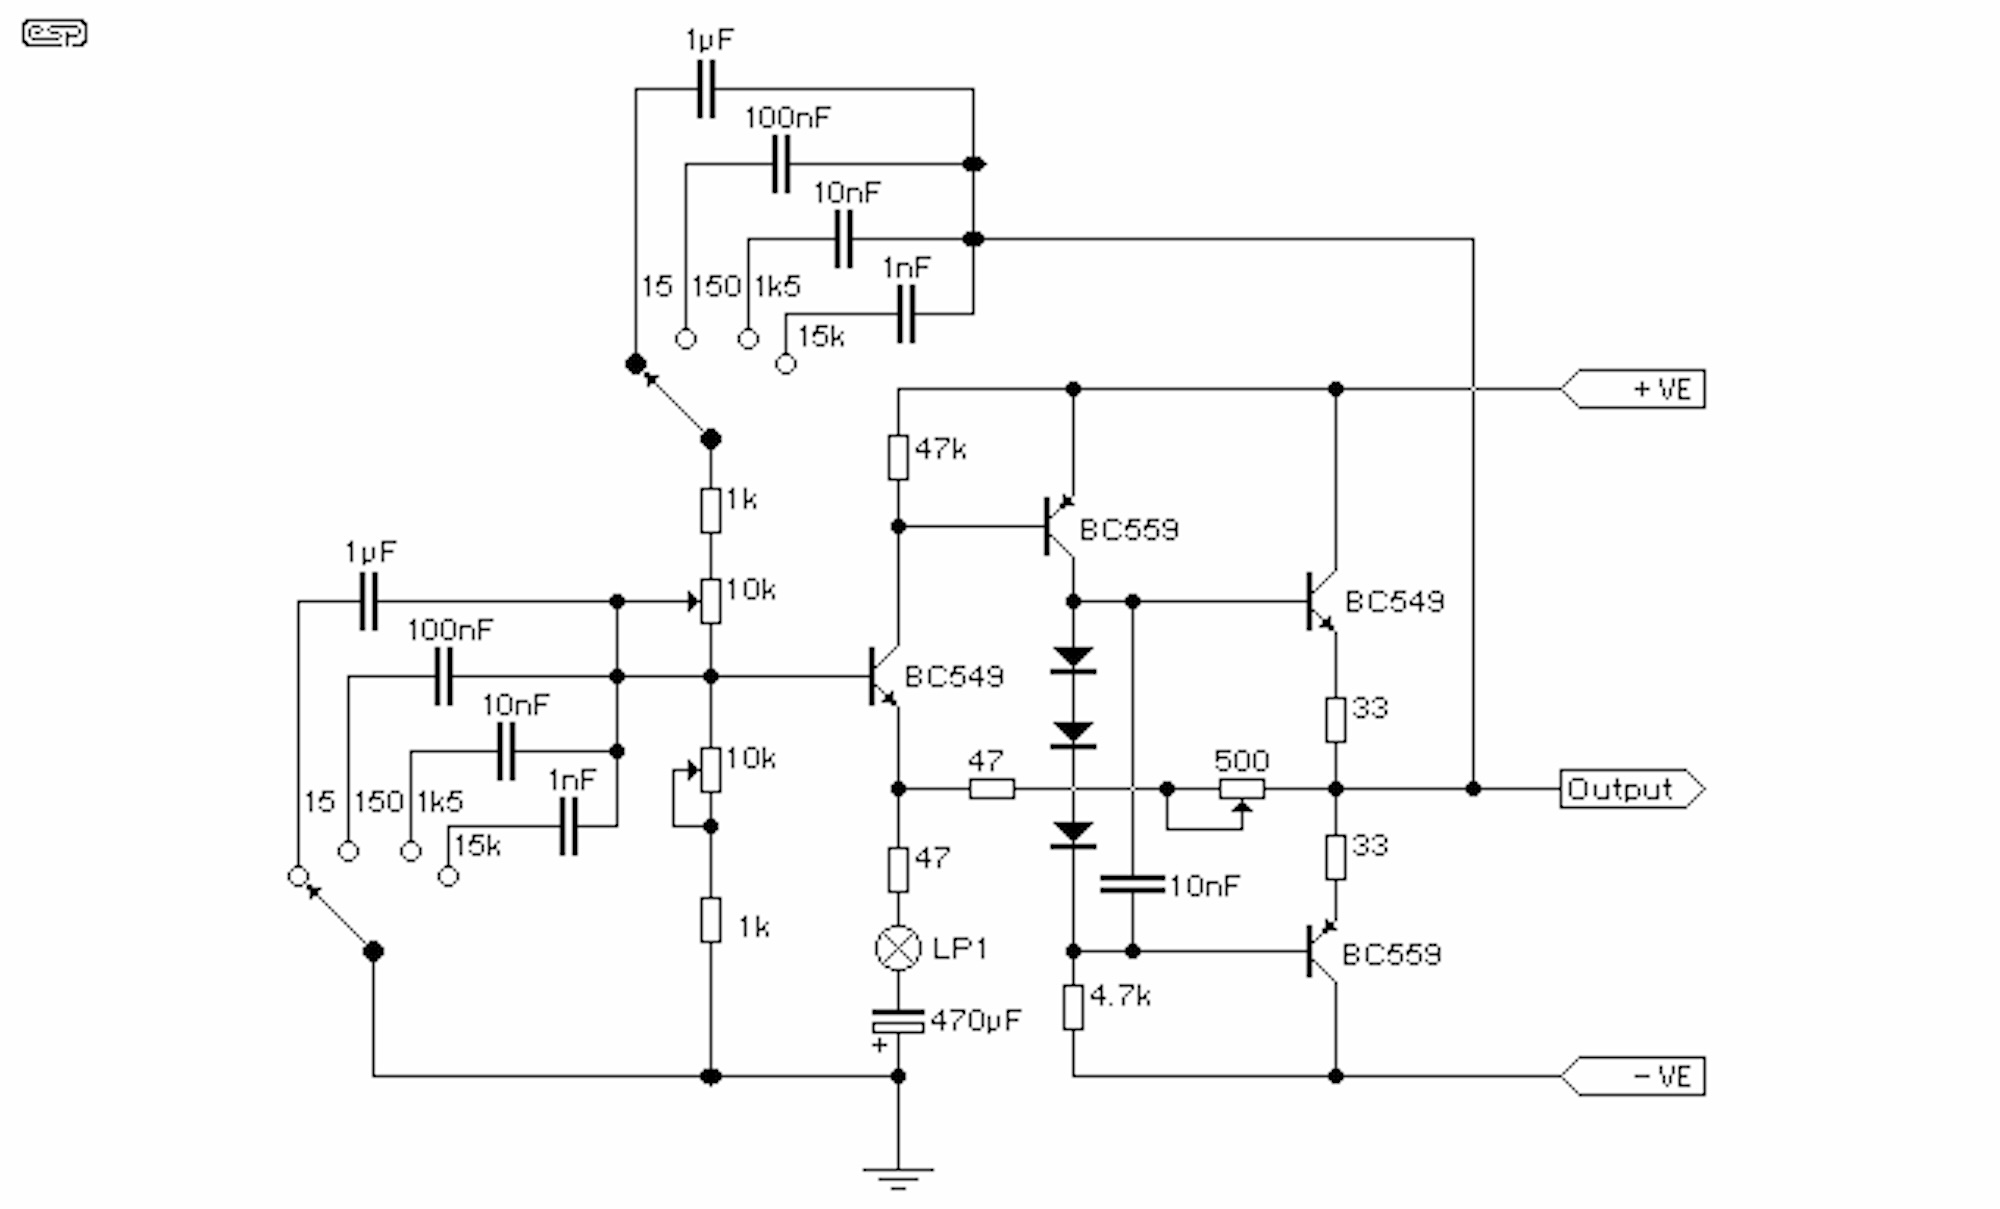 esp
1µF
100nF
10nF
1nF
15 150 1k5
15k
+ VE
47k
1k
BC559
1µF
10k
BC549
100nF
BC549
10nF
33
10k
47
500
1nF
Output
15 150 1k5
15k
33
47
10nF
1k
LP1
BC559
4.7k
470µF
+
- VE